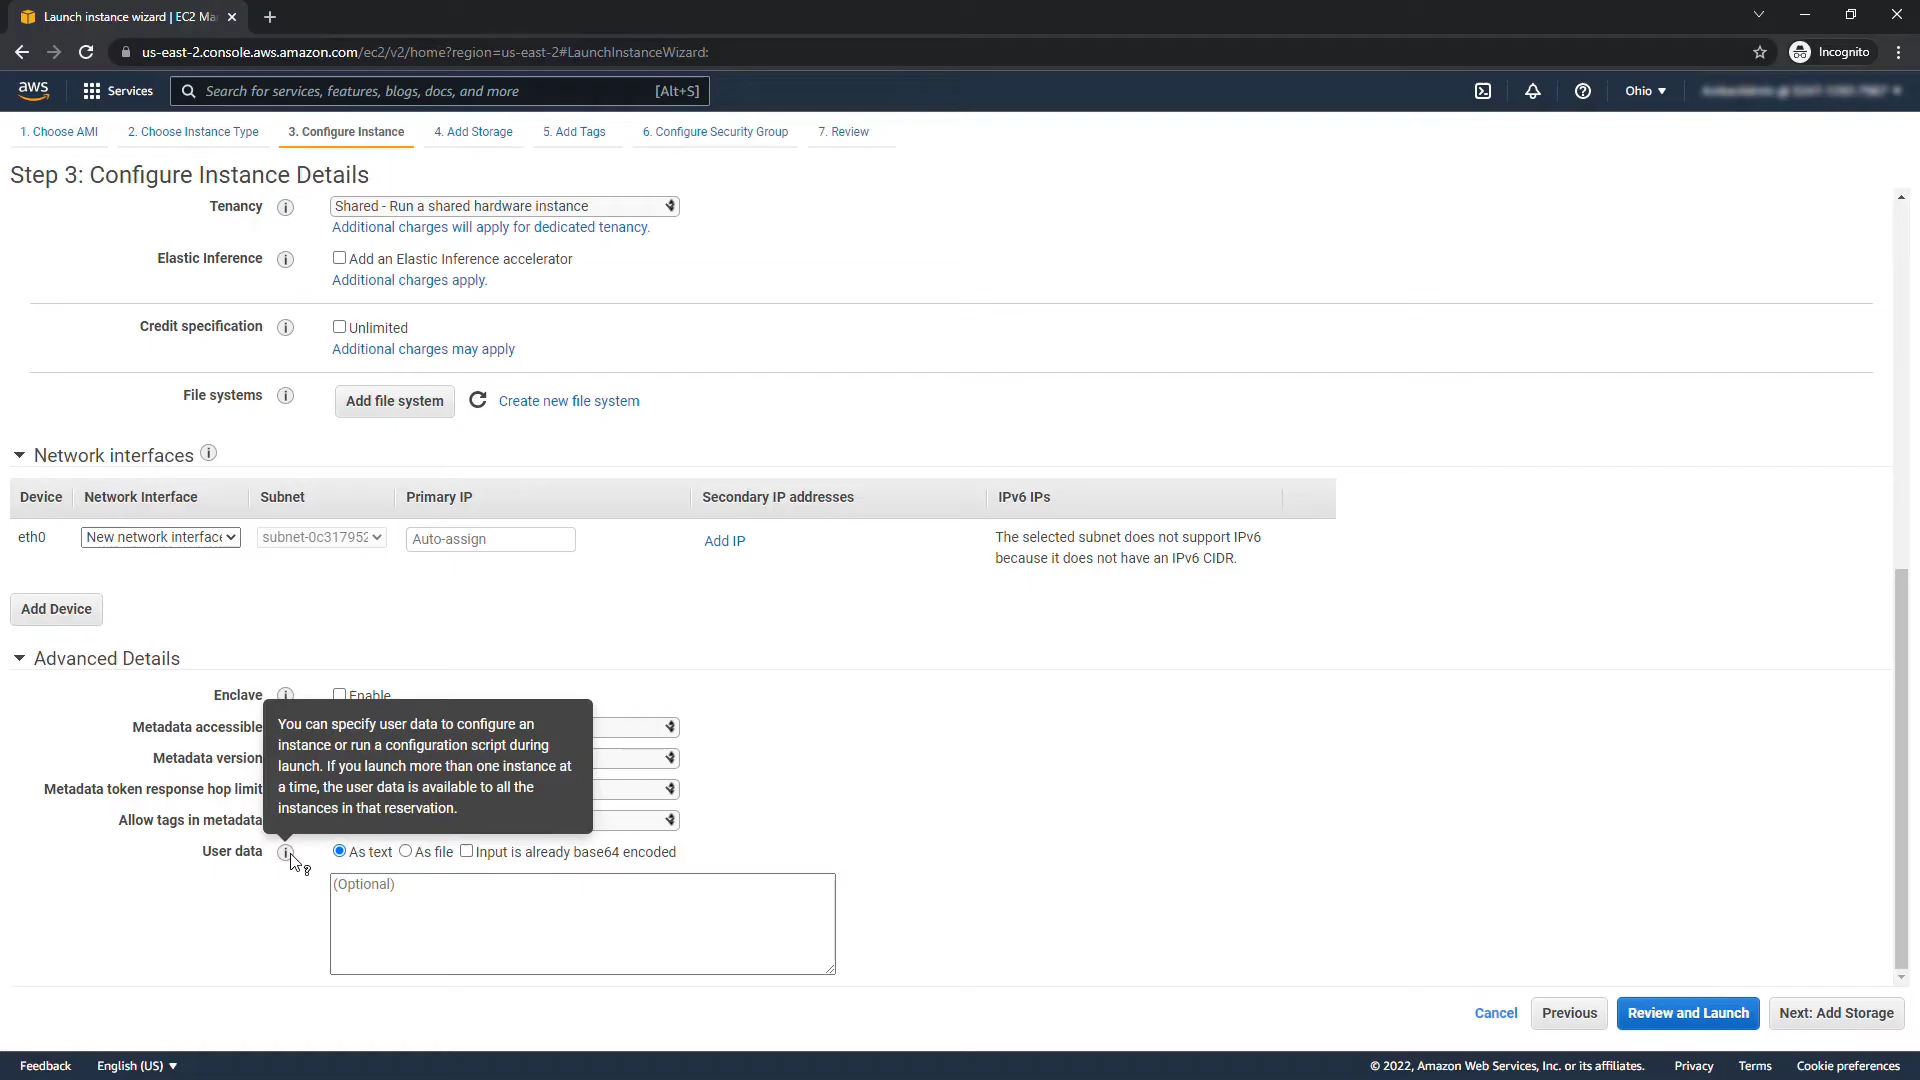 Launch instance wizard | EC2 Ma
us-east-2.console.aws.amazon.com/ec2/v2/home?region=us-east-2#LaunchInstanceWizard:
Incognito
aws
Services
Search for services, features, blogs, docs, and more
[Alt+S]
Ohio
1. Choose AMI
2. Choose Instance Type
3. Configure Instance
4. Add Storage
5. Add Tags
6. Configure Security Group
7. Review
Step 3: Configure Instance Details
Tenancy
Shared - Run a shared hardware instance
Additional charges will apply for dedicated tenancy.
Elastic Inference
Add an Elastic Inference accelerator
Additional charges apply.
Credit specification
Unlimited
Additional charges may apply
File systems
Add file system
Create new file system
Network interfaces
Device
Network Interface
Subnet
Primary IP
Secondary IP addresses
IPv6 IPs
eth0
New network interface
subnet-0c317952
Auto-assign
Add IP
The selected subnet does not support IPv6
because it does not have an IPv6 CIDR.
Add Device
Advanced Details
Enclave
Enable
Metadata accessible
Metadata version
Metadata token response hop limit
Allow tags in metadata
You can specify user data to configure an
instance or run a configuration script during
launch. If you launch more than one instance at
a time, the user data is available to all the
instances in that reservation.
User data
As text
As file
Input is already base64 encoded
(Optional)
Cancel
Previous
Review and Launch
Next: Add Storage
Feedback
English (US)
© 2022, Amazon Web Services, Inc. or its affiliates.
Privacy
Terms
Cookie preferences